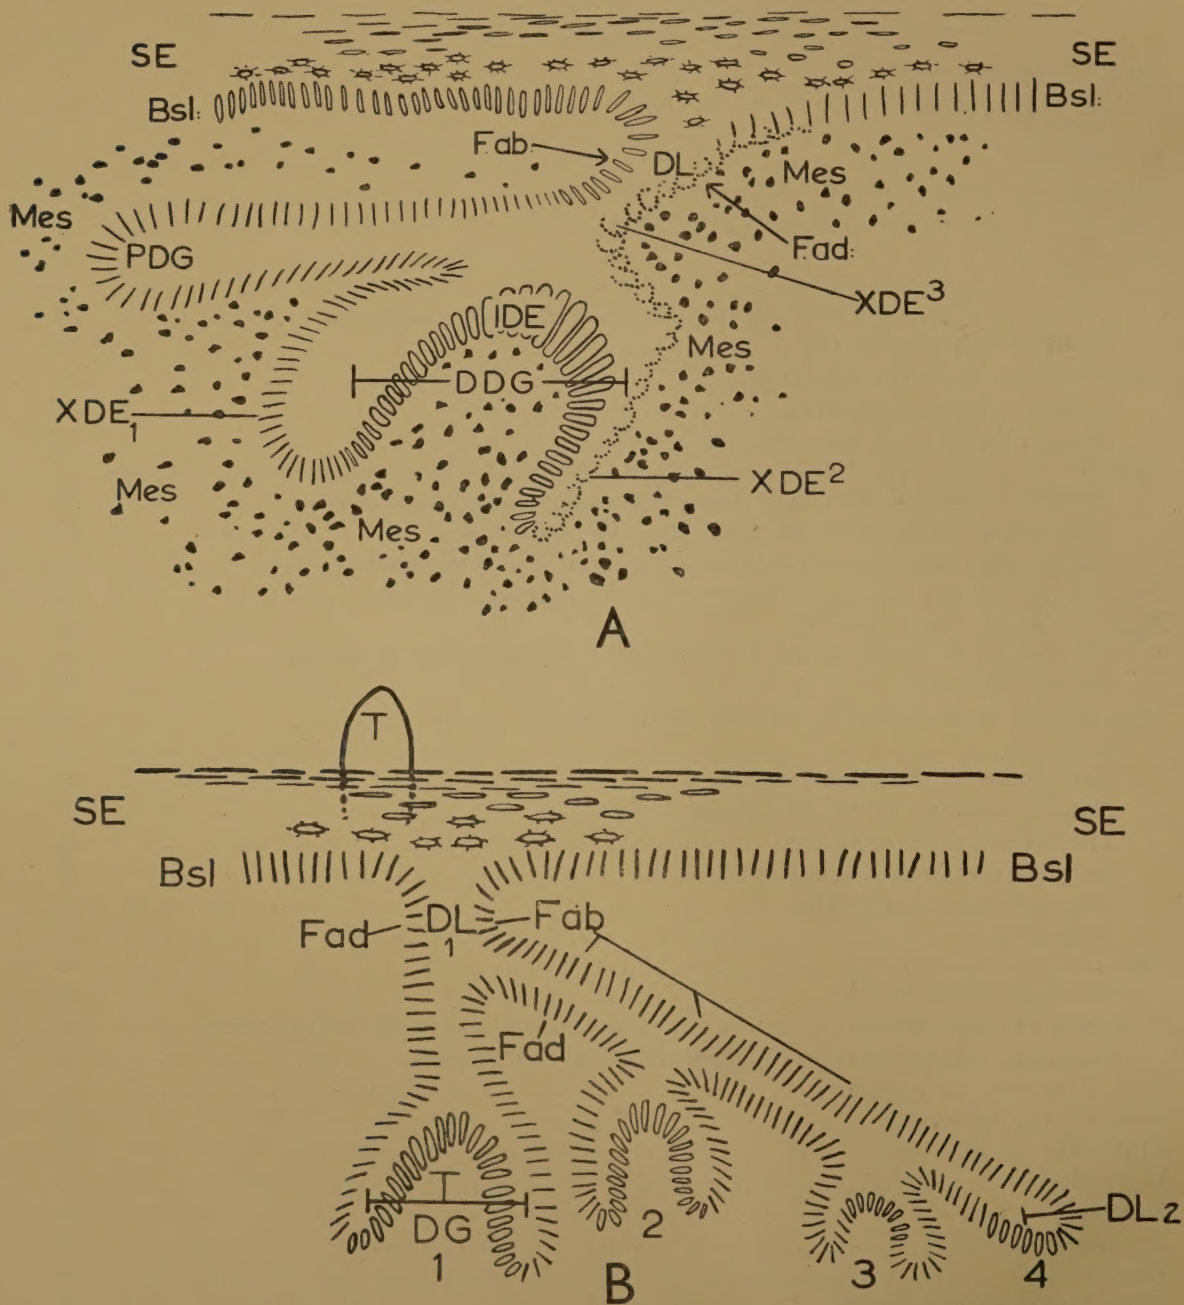 SE SE
Bsl: Bsl:
Fab. DL Mes
Mes
PDG Fad:
XDE3
IDE
Mes
DDG
XDE1
XDE2
Mes
Mes
A
T
SE SE
Bsl Bsl
Fad DL1 Fab
Fad
T
DG 2 DL2
1 3 4
B